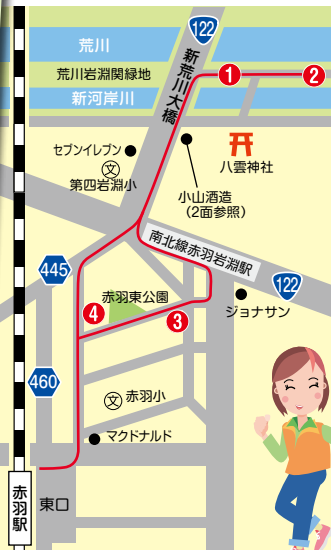 122
荒川
新荒川大橋
荒川岩淵関緑地
1
2
新河岸川
セブンイレブン
文
第四岩淵小
八雲神社
小山酒造
(2面参照)
南北線赤羽岩淵駅
445
122
赤羽東公園
ジョナサン
4
3
460
文
赤羽小
マクドナルド
赤羽駅
東口